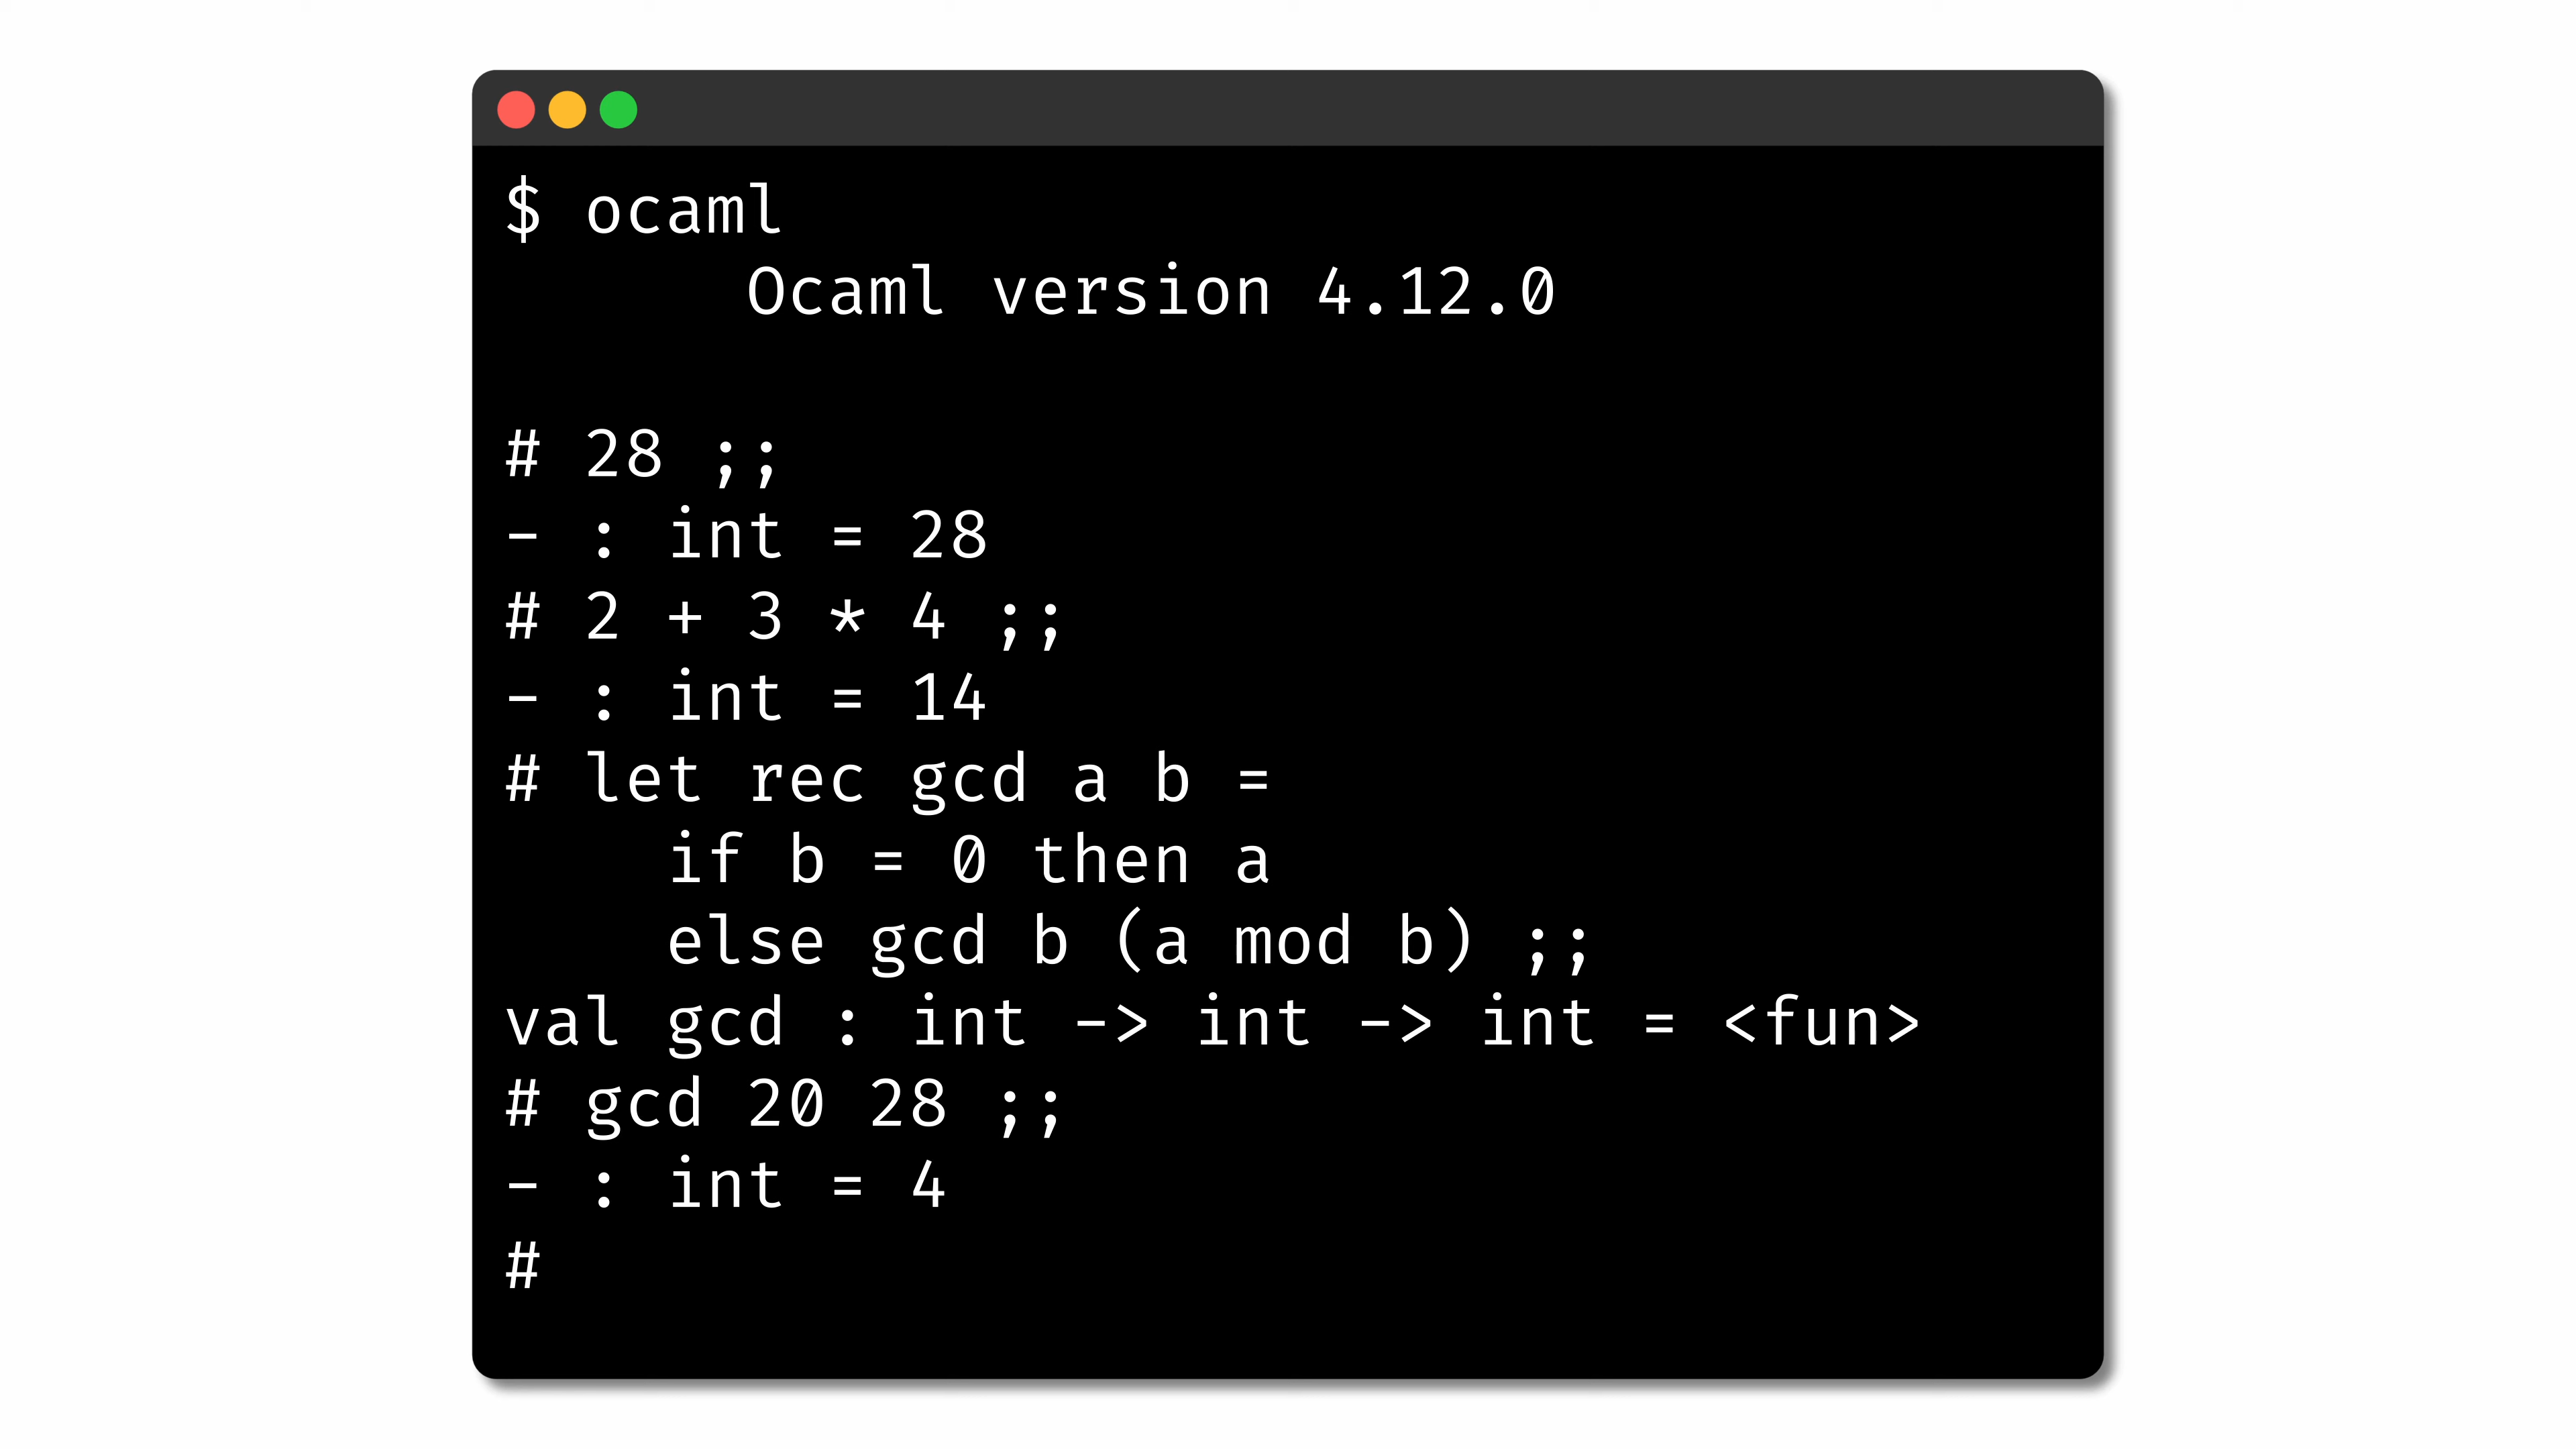 $ ocaml
Ocaml version 4.12.0
# 28 ;;
- : int = 28
# 2 + 3 * 4 ;;
- : int = 14
# let rec gcd a b =
if b = 0 then a
else gcd b (a mod b) ;;
val gcd : int -> int -> int = <fun>
# gcd 20 28 ;;
- : int = 4
#